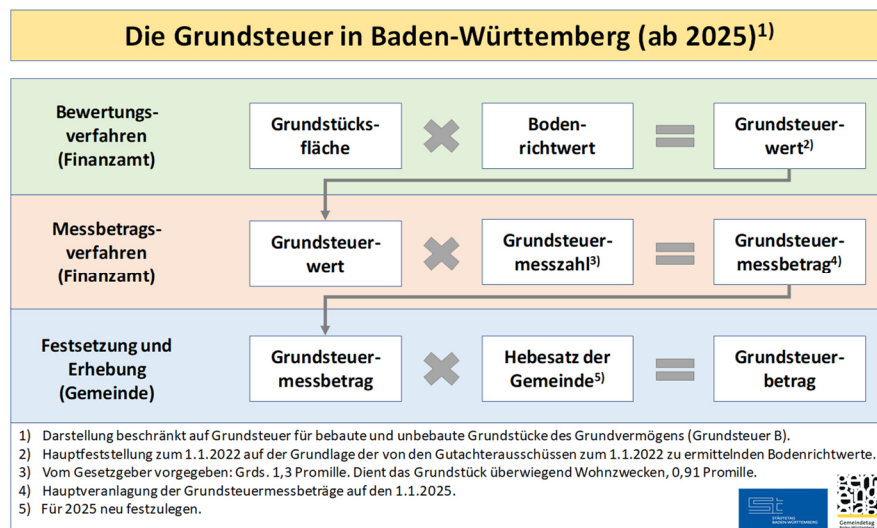 Die Grundsteuer in Baden-Württemberg (ab 2025)1)
Bewertungs-
verfahren
(Finanzamt)
Grundstücks-
fläche
Boden-
richtwert
Grundsteuer-
wert2)
Messbetrags-
verfahren
(Finanzamt)
Grundsteuer-
wert
Grundsteuer-
messzahl3)
Grundsteuer-
messbetrag4)
Festsetzung und
Erhebung
(Gemeinde)
Grundsteuer-
messbetrag
Hebesatz der
Gemeinde5)
Grundsteuer-
betrag
1) Darstellung beschränkt auf Grundsteuer für bebaute und unbebaute Grundstücke des Grundvermögens (Grundsteuer B).
2) Hauptfeststellung zum 1.1.2022 auf der Grundlage der von den Gutachterausschüssen zum 1.1.2022 zu ermittelnden Bodenrichtwerte.
3) Vom Gesetzgeber vorgegeben: Grds. 1,3 Promille. Dient das Grundstück überwiegend Wohnzwecken, 0,91 Promille.
4) Hauptveranlagung der Grundsteuermessbeträge auf den 1.1.2025.
5) Für 2025 neu festzulegen.
STÄDTETAG
BADEN-WÜRTTEMBERG
Gemeindetag